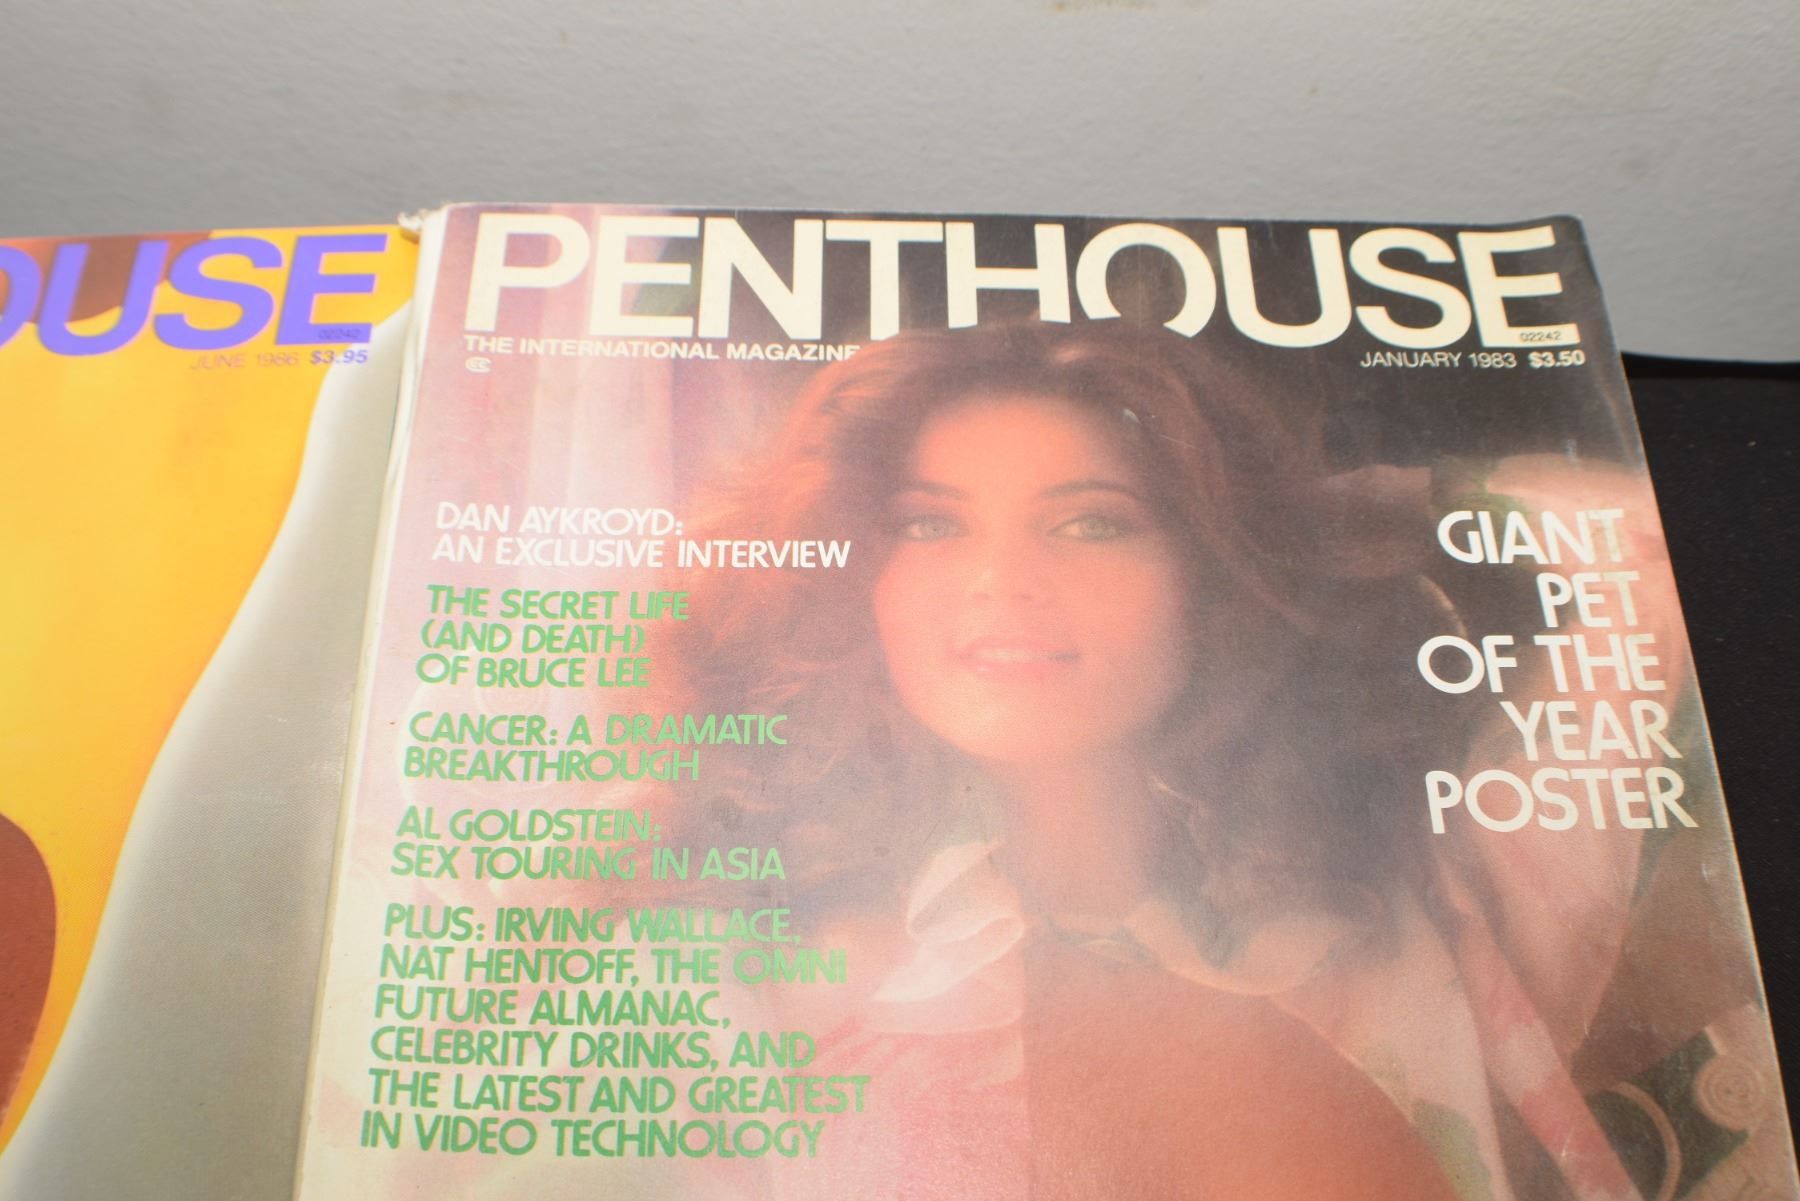 OUSE
02242
JUNE 1986 $3.95
PENTHOUSE
THE INTERNATIONAL MAGAZINE
02242
JANUARY 1983 $3.50
DAN AYKROYD:
AN EXCLUSIVE INTERVIEW
THE SECRET LIFE
(AND DEATH)
OF BRUCE LEE
CANCER: A DRAMATIC
BREAKTHROUGH
AL GOLDSTEIN:
SEX TOURING IN ASIA
PLUS: IRVING WALLACE,
NAT HENTOFF, THE OMNI
FUTURE ALMANAC,
CELEBRITY DRINKS, AND
THE LATEST AND GREATEST
IN VIDEO TECHNOLOGY
GIANT
PET
OF THE
YEAR
POSTER